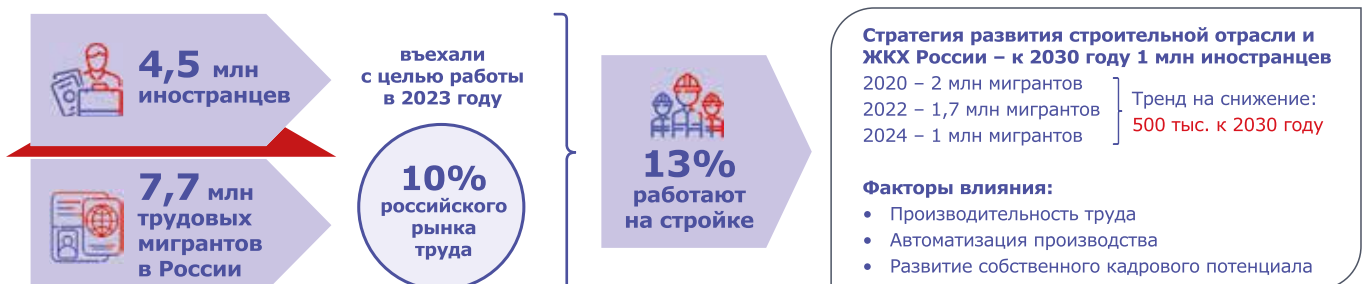 4,5 млн
иностранцев
7,7 млн
трудовых
мигрантов
в России
въехали
с целью работы
в 2023 году
10%
российского
рынка
труда
13%
работают
на стройке
Стратегия развития строительной отрасли и
ЖКХ России – к 2030 году 1 млн иностранцев
2020 – 2 млн мигрантов
2022 – 1,7 млн мигрантов
2024 – 1 млн мигрантов
Тренд на снижение:
500 тыс. к 2030 году
Факторы влияния:
• Производительность труда
• Автоматизация производства
• Развитие собственного кадрового потенциала